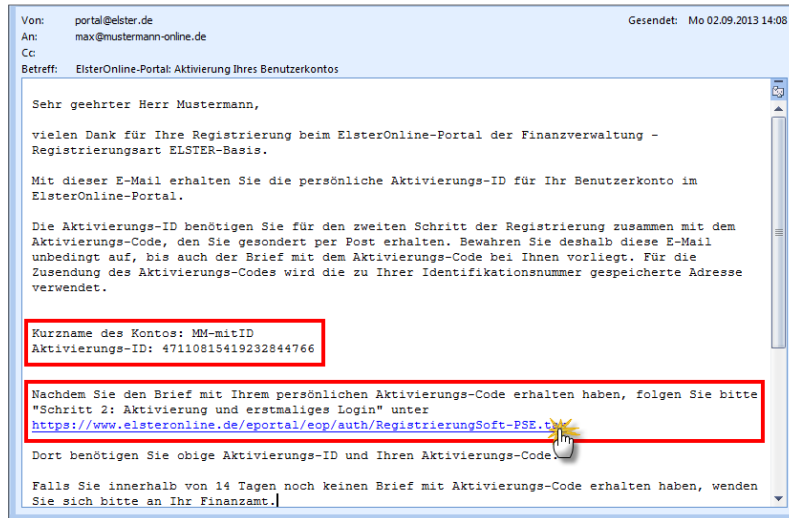 Von: portal@elster.de Gesendet: Mo 02.09.2013 14:08
An: max@mustermann-online.de
Cc:
Betreff: ElsterOnline-Portal: Aktivierung Ihres Benutzerkontos
Sehr geehrter Herr Mustermann,
vielen Dank für Ihre Registrierung beim ElsterOnline-Portal der Finanzverwaltung -
Registrierungsart ELSTER-Basis.
Mit dieser E-Mail erhalten Sie die persönliche Aktivierungs-ID für Ihr Benutzerkonto im
ElsterOnline-Portal.
Die Aktivierungs-ID benötigen Sie für den zweiten Schritt der Registrierung zusammen mit dem
Aktivierungs-Code, den Sie gesondert per Post erhalten. Bewahren Sie deshalb diese E-Mail
unbedingt auf, bis auch der Brief mit dem Aktivierungs-Code bei Ihnen vorliegt. Für die
Zusendung des Aktivierungs-Codes wird die zu Ihrer Identifikationsnummer gespeicherte Adresse
verwendet.
Kurzname des Kontos: MM-mitID
Aktivierungs-ID: 47110815419232844766
Nachdem Sie den Brief mit Ihrem persönlichen Aktivierungs-Code erhalten haben, folgen Sie bitte
"Schritt 2: Aktivierung und erstmaliges Login" unter
https://www.elsteronline.de/eportal/eop/auth/RegistrierungSoft-PSE.t
Dort benötigen Sie obige Aktivierungs-ID und Ihren Aktivierungs-Code.
Falls Sie innerhalb von 14 Tagen noch keinen Brief mit Aktivierungs-Code erhalten haben, wenden
Sie sich bitte an Ihr Finanzamt.